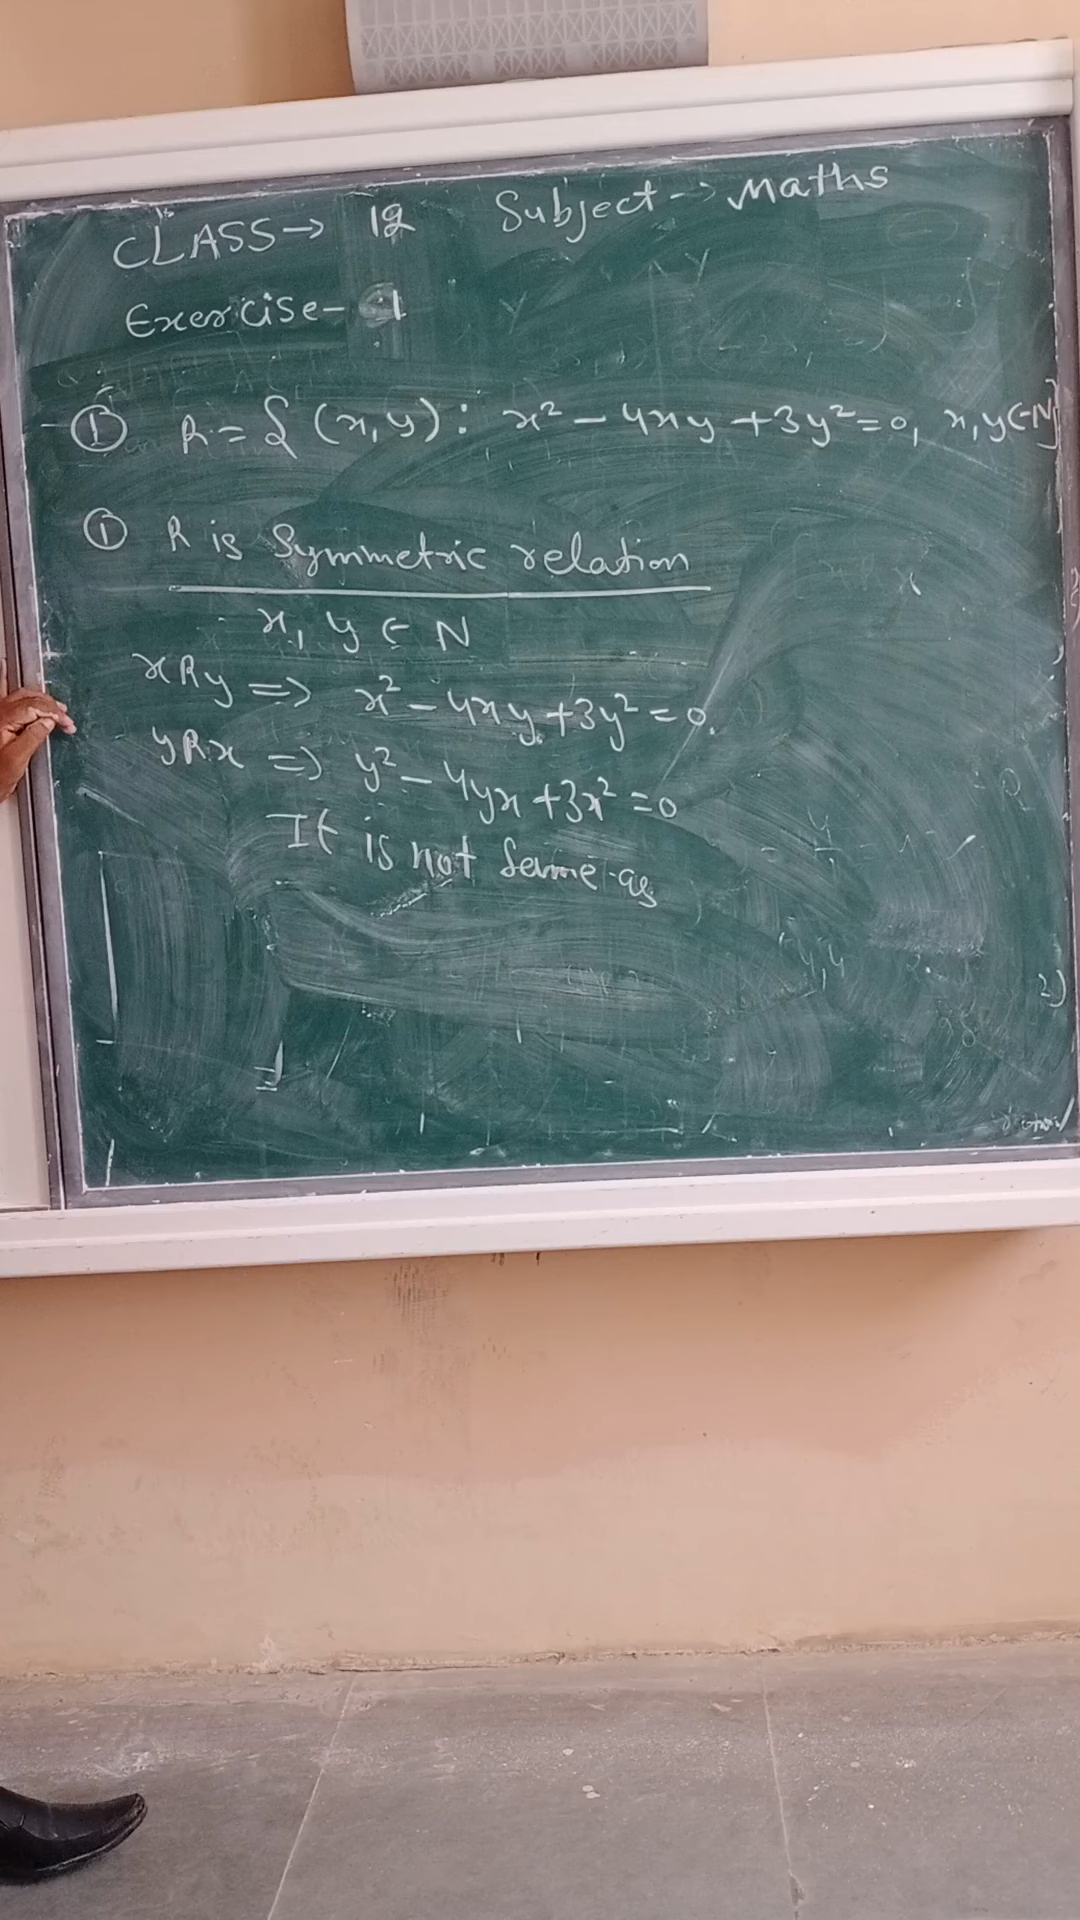 CLASS → 12 Subject → Maths
Exercise - 1
① R = { (x, y) : x² - 4xy + 3y² = 0, x, y ∈ N}
① R is Symmetric relation
x, y ∈ N
xRy => x² - 4xy + 3y² = 0.
yRx => y² - 4yx + 3x² = 0
It is not Same as